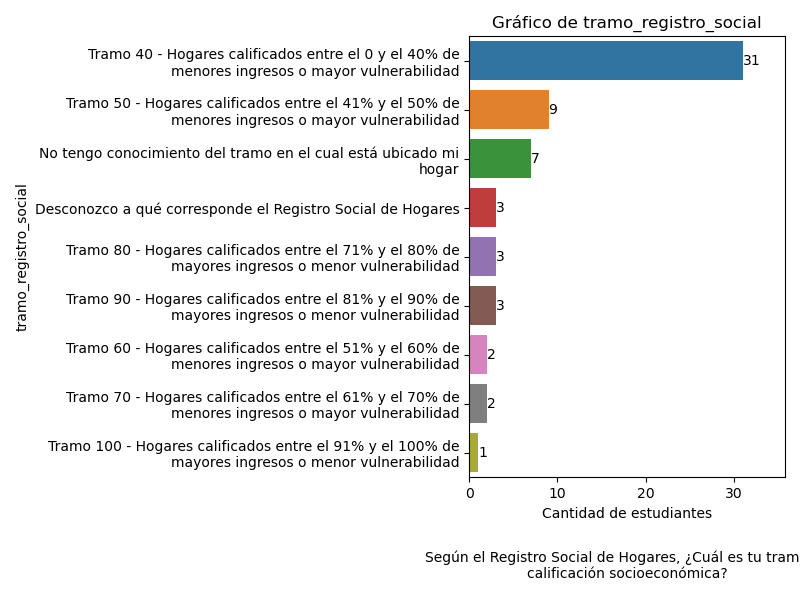 Gráfico de tramo_registro_social
tramo_registro_social
Tramo 40 - Hogares calificados entre el 0 y el 40% de
menores ingresos o mayor vulnerabilidad
31
Tramo 50 - Hogares calificados entre el 41% y el 50% de
menores ingresos o mayor vulnerabilidad
9
No tengo conocimiento del tramo en el cual está ubicado mi
hogar
7
Desconozco a qué corresponde el Registro Social de Hogares
3
Tramo 80 - Hogares calificados entre el 71% y el 80% de
mayores ingresos o menor vulnerabilidad
3
Tramo 90 - Hogares calificados entre el 81% y el 90% de
mayores ingresos o menor vulnerabilidad
3
Tramo 60 - Hogares calificados entre el 51% y el 60% de
menores ingresos o mayor vulnerabilidad
2
Tramo 70 - Hogares calificados entre el 61% y el 70% de
menores ingresos o mayor vulnerabilidad
2
Tramo 100 - Hogares calificados entre el 91% y el 100% de
mayores ingresos o menor vulnerabilidad
1
0 10 20 30
Cantidad de estudiantes
Según el Registro Social de Hogares, ¿Cuál es tu tram
calificación socioeconómica?